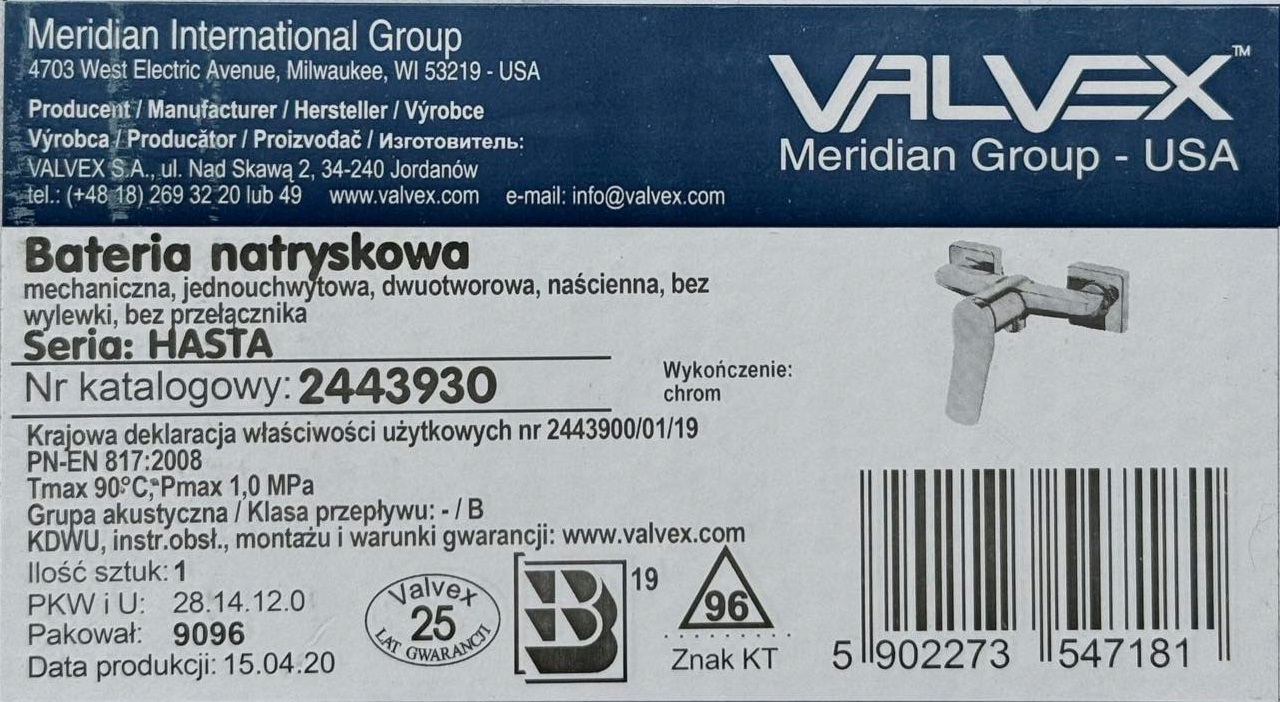 Meridian International Group
4703 West Electric Avenue, Milwaukee, WI 53219 - USA
Producent / Manufacturer / Hersteller / Výrobce
Výrobca / Producător / Proizvođač / Изготовитель:
VALVEX S.A., ul. Nad Skawą 2, 34-240 Jordanów
tel.: (+48 18) 269 32 20 lub 49 www.valvex.com e-mail: info@valvex.com
VALVEX™
Meridian Group - USA
Bateria natryskowa
mechaniczna, jednouchwytowa, dwuotworowa, naścienna, bez
wylewki, bez przełącznika
Seria: HASTA
Nr katalogowy: 2443930
Wykończenie:
chrom
Krajowa deklaracja właściwości użytkowych nr 2443900/01/19
PN-EN 817:2008
Tmax 90°C, Pmax 1,0 MPa
Grupa akustyczna / Klasa przepływu: - / B
KDWU, instr.obsł., montażu i warunki gwarancji: www.valvex.com
Ilość sztuk: 1
PKW i U: 28.14.12.0
Pakował: 9096
Data produkcji: 15.04.20
Valvex
25
LAT GWARANCJI
B
19
96
Znak KT
5 902273 547181